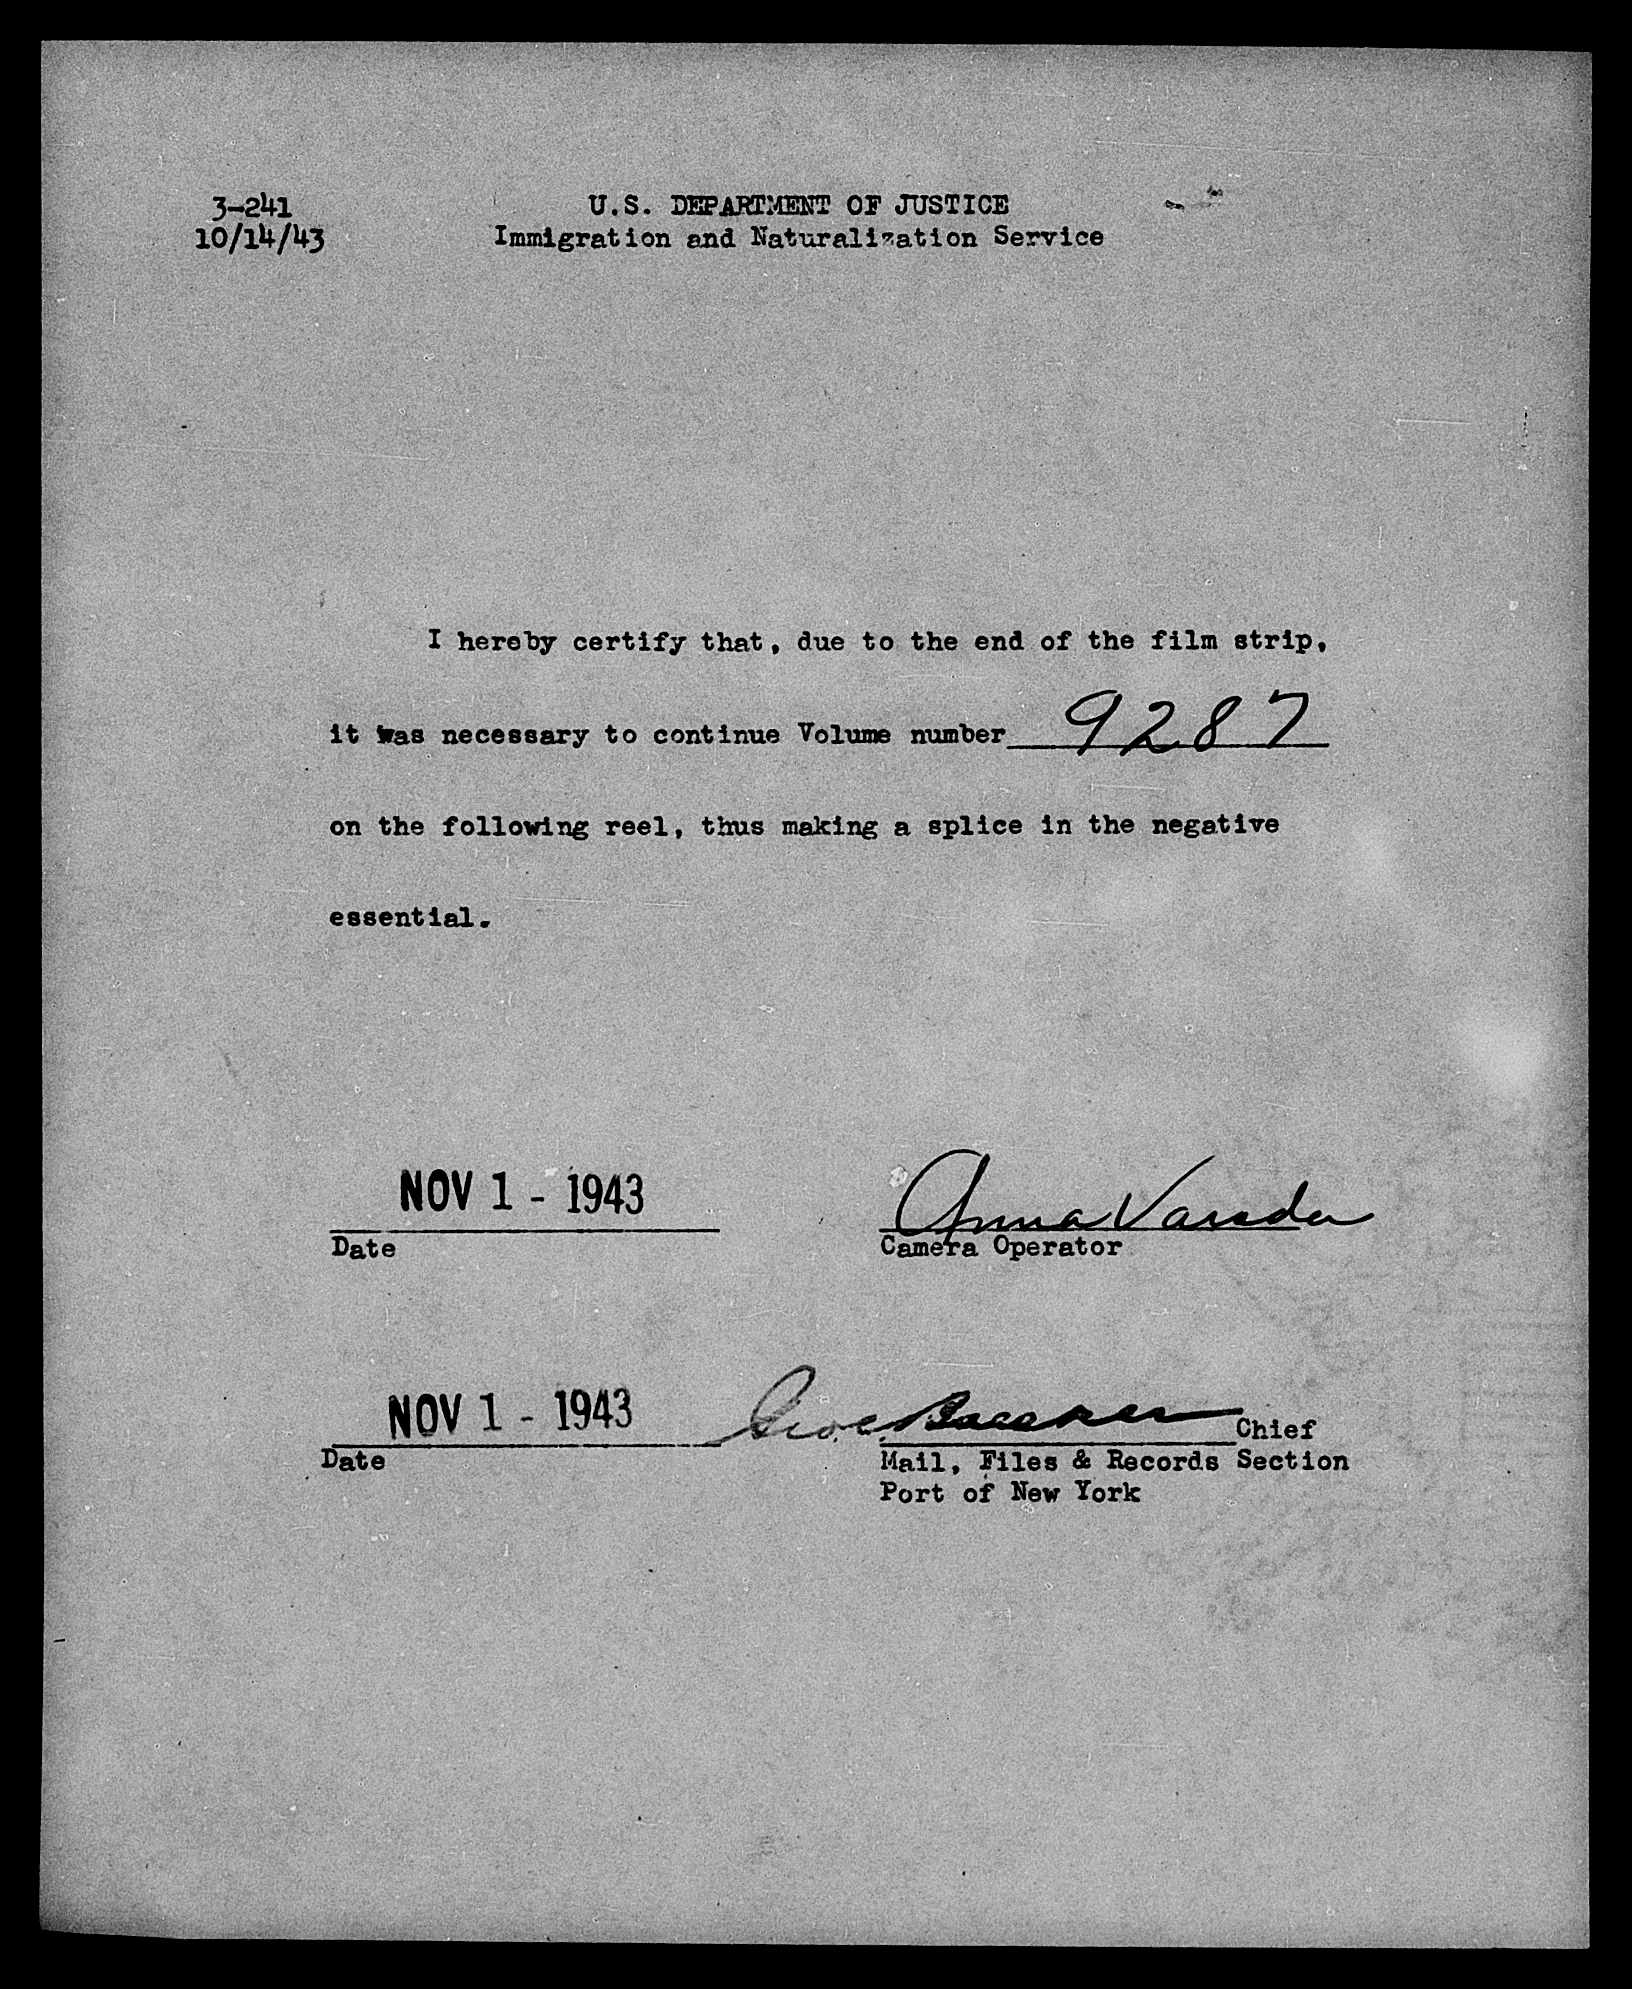 3-241
10/14/43
U.S. DEPARTMENT OF JUSTICE
Immigration and Naturalization Service
I hereby certify that, due to the end of the film strip,
it was necessary to continue Volume number 9287
on the following reel, thus making a splice in the negative
essential.
NOV 1 - 1943
Date
Anna
Camera Operator
NOV 1 - 1943
Date
Chief
Mail, Files & Records Section
Port of New York